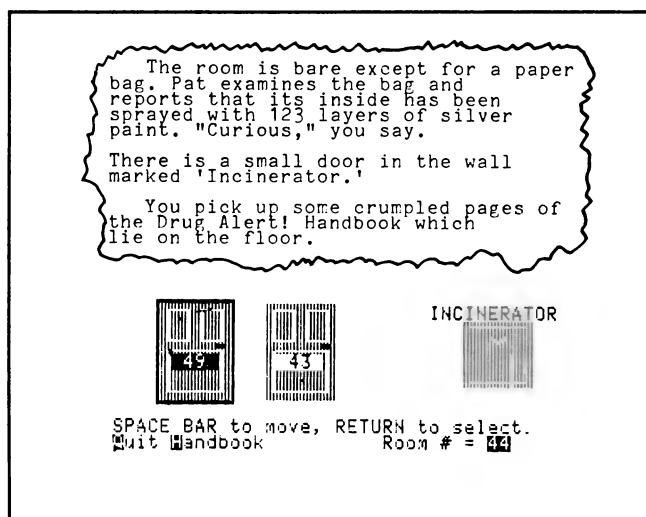 The room is bare except for a paper
bag. Pat examines the bag and
reports that its inside has been
sprayed with 123 layers of silver
paint. "Curious," you say.
There is a small door in the wall
marked 'Incinerator.'
You pick up some crumpled pages of
the Drug Alert! Handbook which
lie on the floor.
INCINERATOR
49 43
SPACE BAR to move, RETURN to select.
Quit Handbook Room # = 44